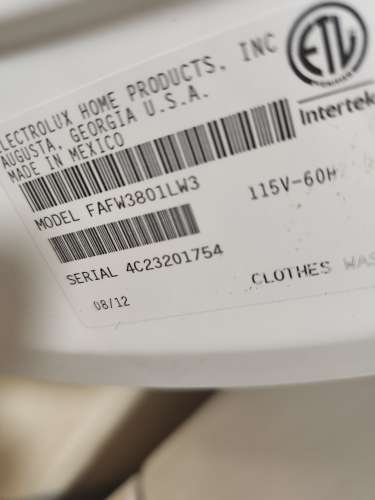 ELECTROLUX HOME PRODUCTS, INC
AUGUSTA, GEORGIA U.S.A.
MADE IN MEXICO
ETL
Intertek
MODEL FAFW3801LW3
115V-60H
SERIAL 4C23201754
08/12
CLOTHES WAS